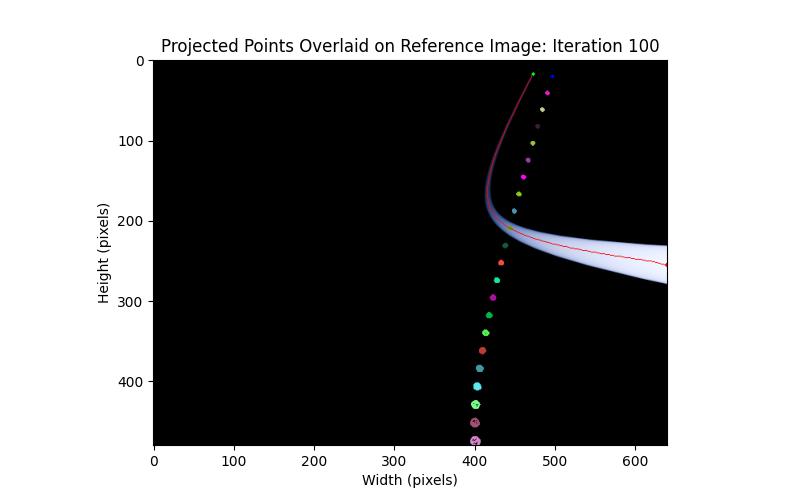 Projected Points Overlaid on Reference Image: Iteration 100
0
100
200
300
400
Height (pixels)
0 100 200 300 400 500 600
Width (pixels)